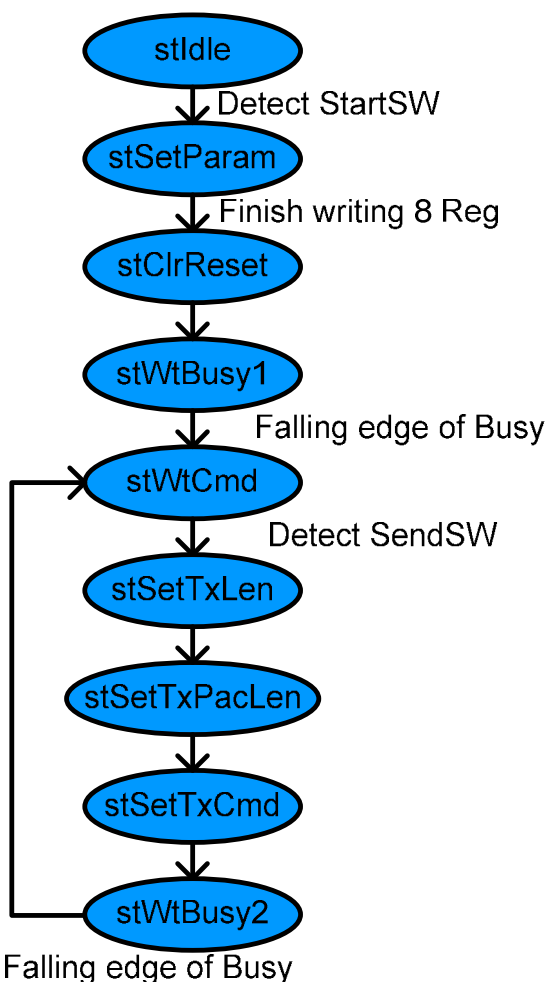 stIdle
Detect StartSW
stSetParam
Finish writing 8 Reg
stClrReset
stWtBusy1
Falling edge of Busy
stWtCmd
Detect SendSW
stSetTxLen
stSetTxPacLen
stSetTxCmd
stWtBusy2
Falling edge of Busy